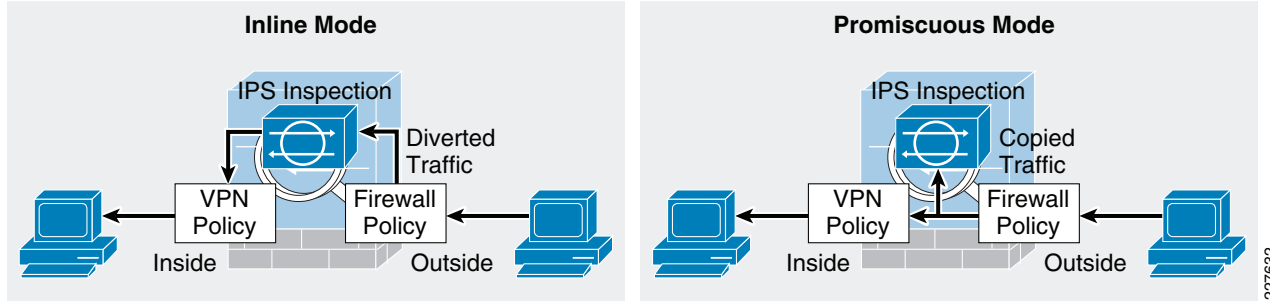 Inline Mode
IPS Inspection
Diverted
Traffic
VPN
Policy
Firewall
Policy
Inside
Outside
Promiscuous Mode
IPS Inspection
Copied
Traffic
VPN
Policy
Firewall
Policy
Inside
Outside
227632